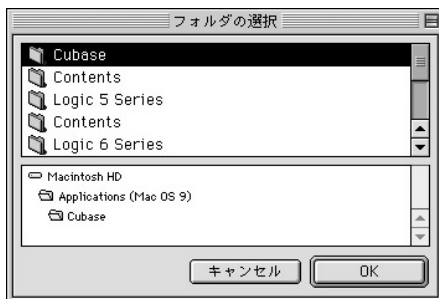 フォルダの選択
Cubase
Contents
Logic 5 Series
Contents
Logic 6 Series
Macintosh HD
Applications (Mac OS 9)
Cubase
キャンセル
OK